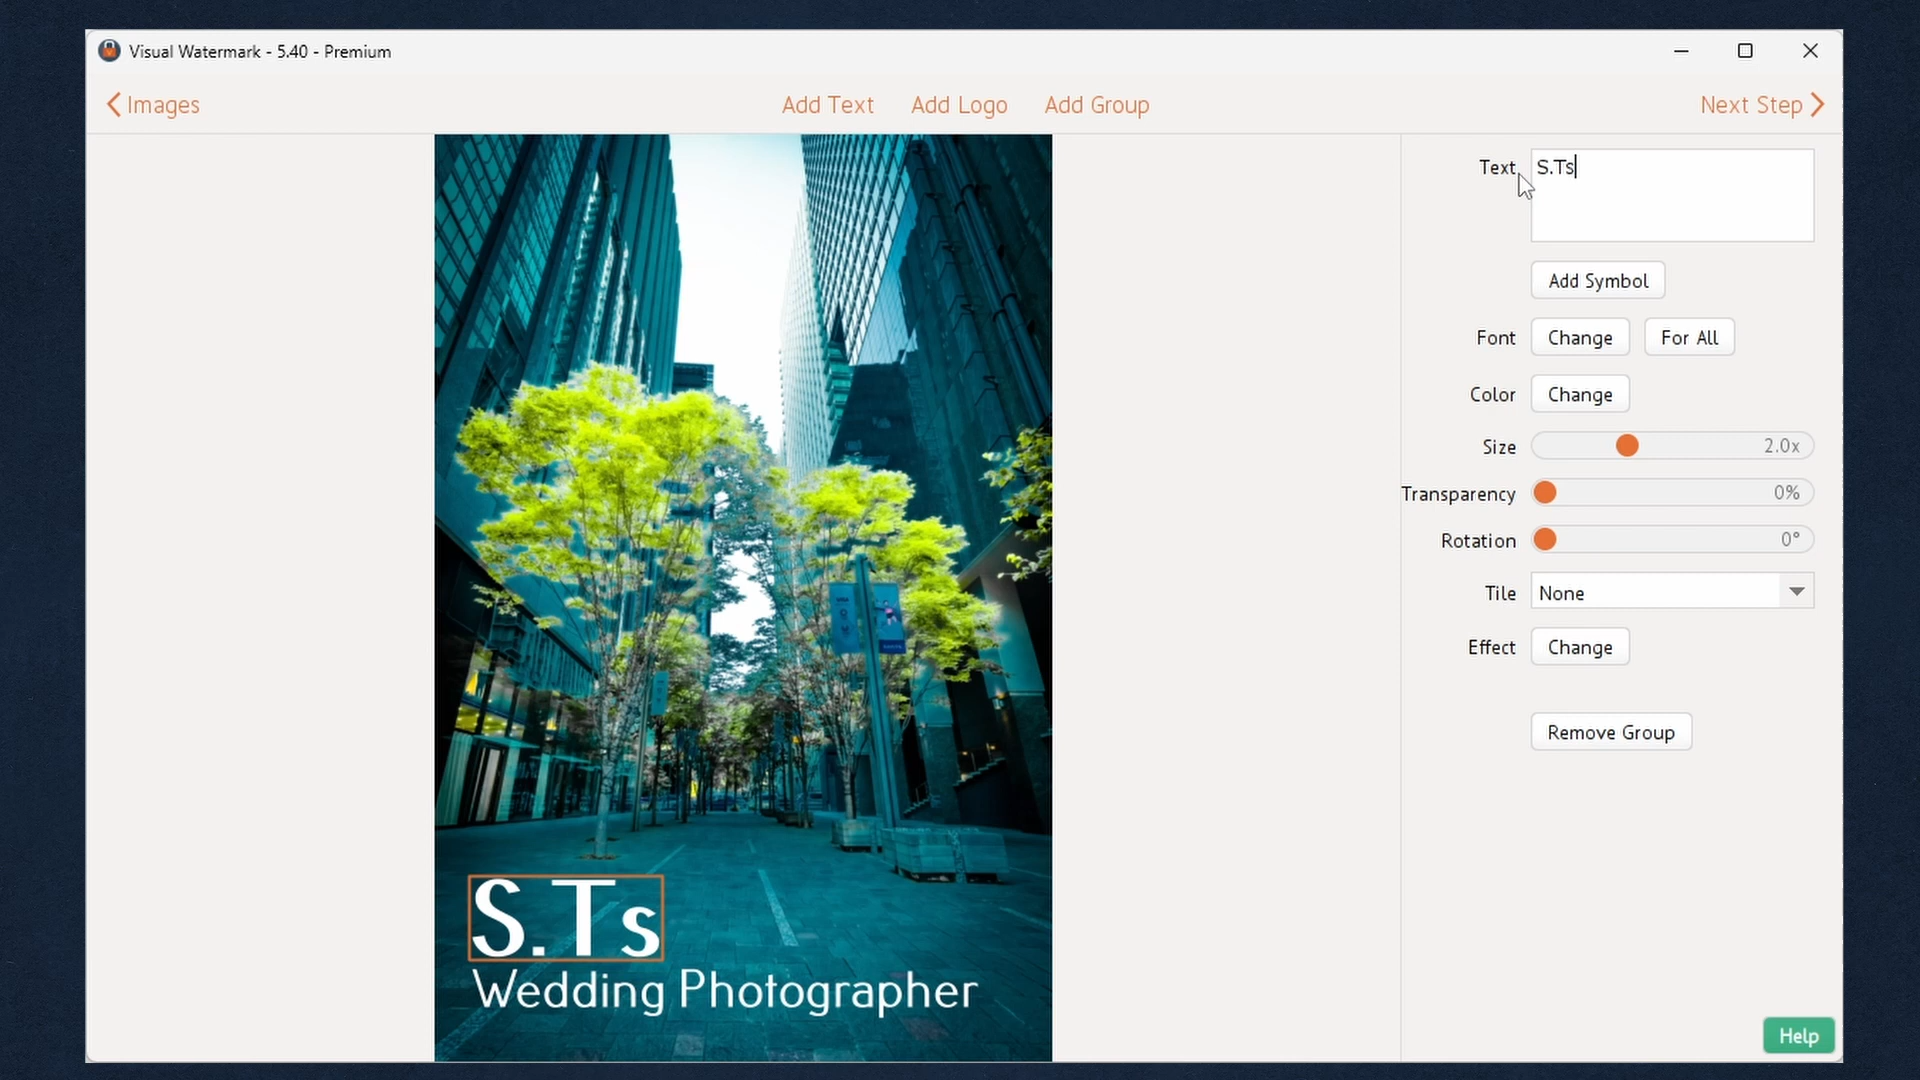 Visual Watermark - 5.40 - Premium
Images
Add Text
Add Logo
Add Group
Next Step
Text
S.Ts
Add Symbol
Font
Change
For All
Color
Change
Size
2.0x
Transparency
0%
Rotation
0°
Tile
None
Effect
Change
Remove Group
S.Ts
Wedding Photographer
Help